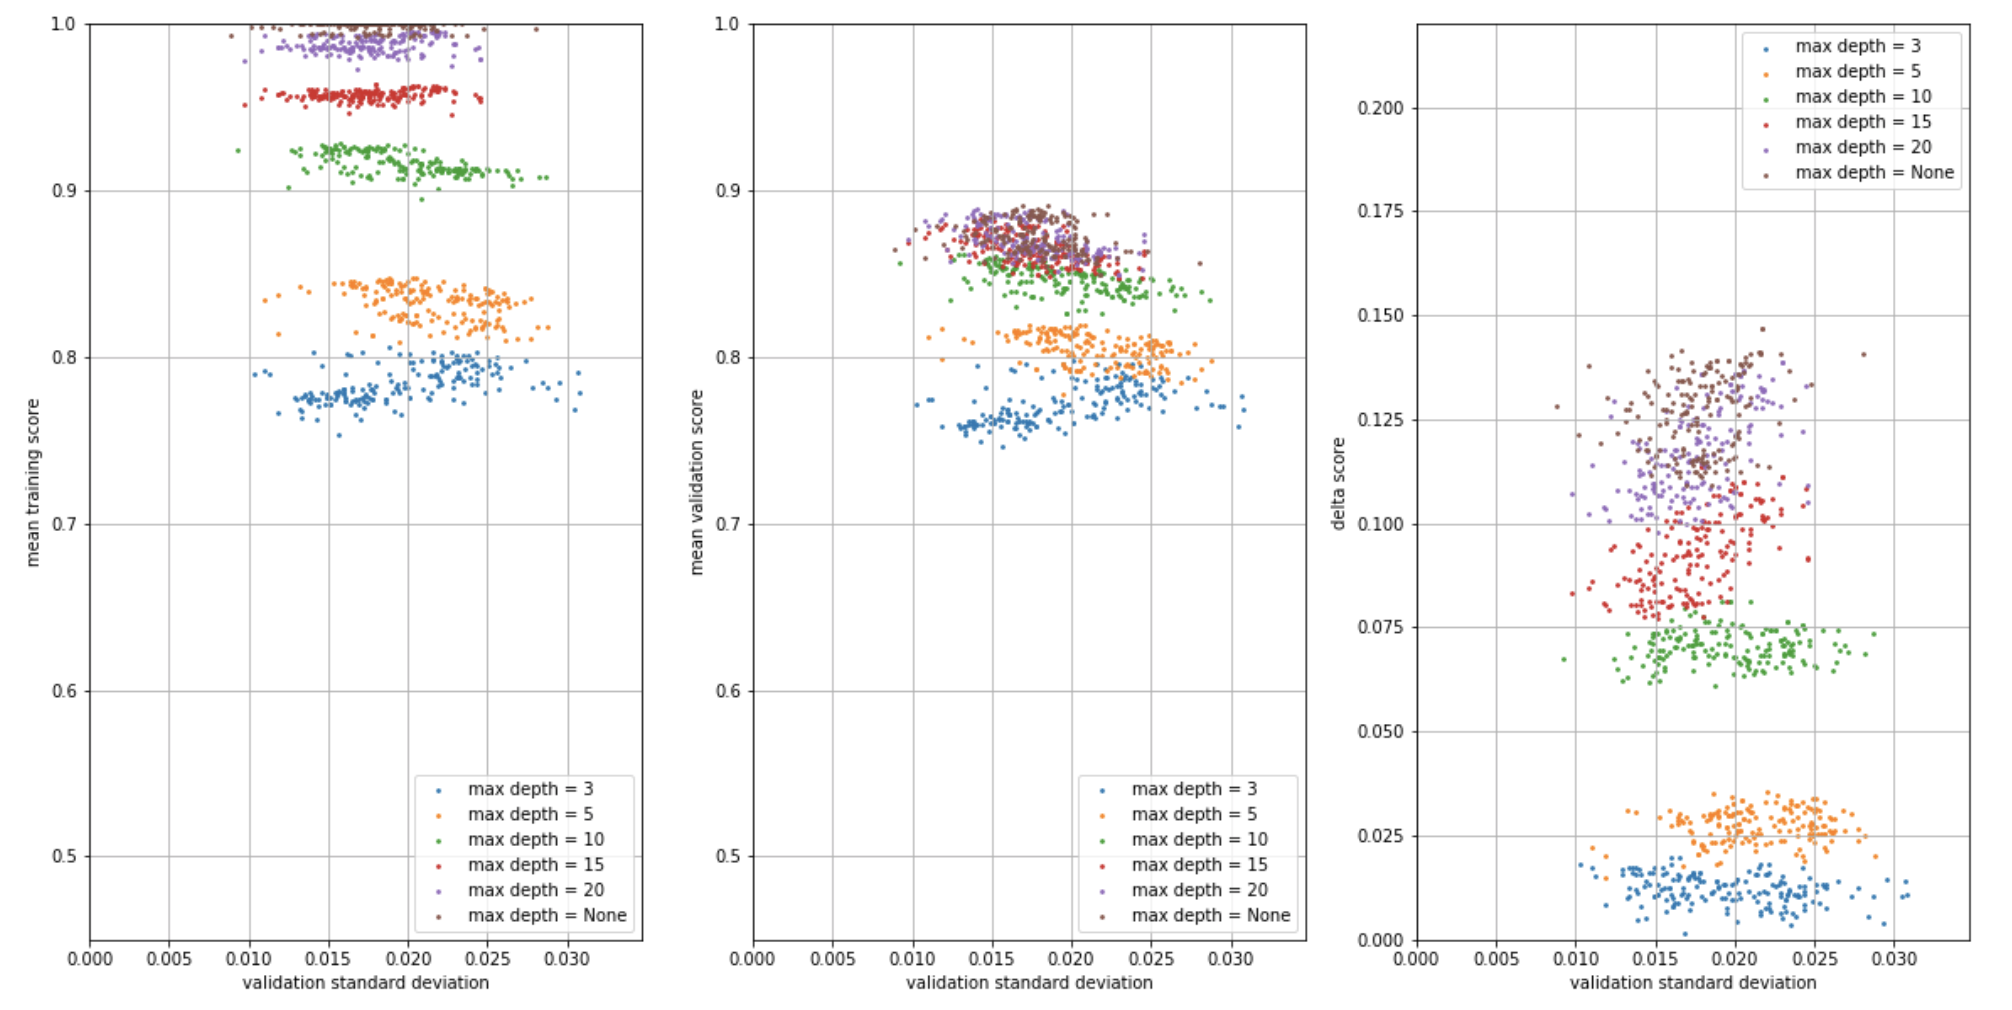 1.0
0.9
0.8
0.7
0.6
0.5
mean training score
max depth = 3
max depth = 5
max depth = 10
max depth = 15
max depth = 20
max depth = None
0.000 0.005 0.010 0.015 0.020 0.025 0.030
validation standard deviation
1.0
0.9
0.8
0.7
0.6
0.5
mean validation score
max depth = 3
max depth = 5
max depth = 10
max depth = 15
max depth = 20
max depth = None
0.000 0.005 0.010 0.015 0.020 0.025 0.030
validation standard deviation
max depth = 3
max depth = 5
max depth = 10
max depth = 15
max depth = 20
max depth = None
0.200
0.175
0.150
0.125
0.100
0.075
0.050
0.025
0.000
delta score
0.000 0.005 0.010 0.015 0.020 0.025 0.030
validation standard deviation